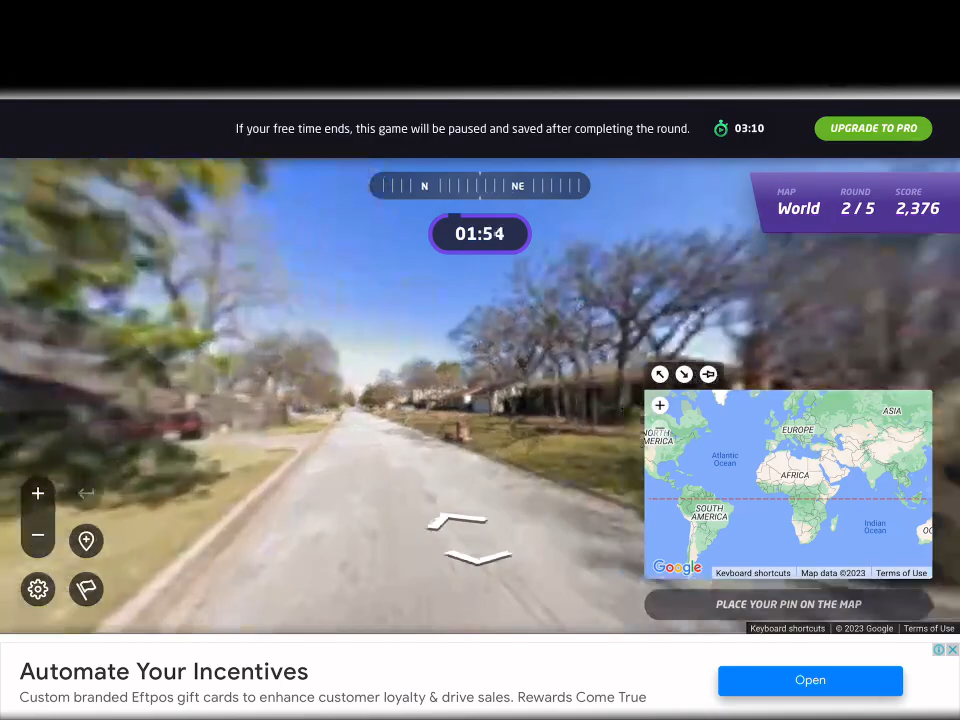 If your free time ends, this game will be paused and saved after completing the round.
03:10
UPGRADE TO PRO
N
NE
MAP
World
ROUND
2 / 5
SCORE
2,376
01:54
ASIA
EUROPE
NORTH
MERICA
Atlantic
Ocean
AFRICA
SOUTH
AMERICA
Indian
Ocean
OC
Google
Keyboard shortcuts
Map data ©2023
Terms of Use
PLACE YOUR PIN ON THE MAP
Keyboard shortcuts
© 2023 Google
Terms of Use
Automate Your Incentives
Custom branded Eftpos gift cards to enhance customer loyalty & drive sales. Rewards Come True
Open